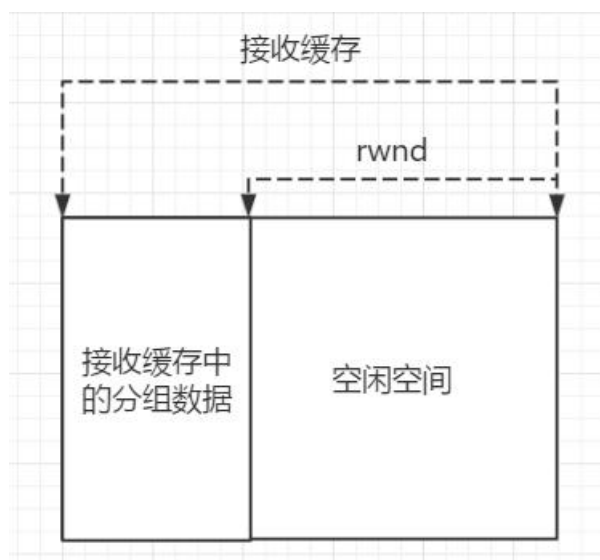 接收缓存
rwnd
接收缓存中
的分组数据
空闲空间